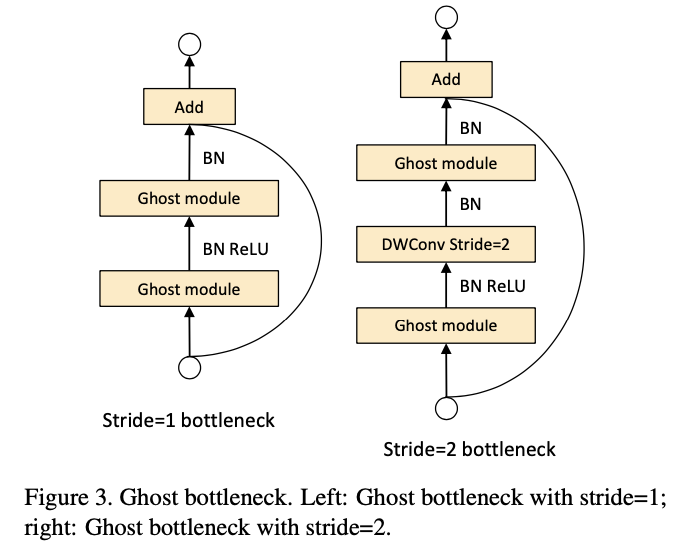 Add
BN
Ghost module
BN ReLU
Ghost module
Stride=1 bottleneck
Add
BN
Ghost module
BN
DWConv Stride=2
BN ReLU
Ghost module
Stride=2 bottleneck
Figure 3. Ghost bottleneck. Left: Ghost bottleneck with stride=1;
right: Ghost bottleneck with stride=2.